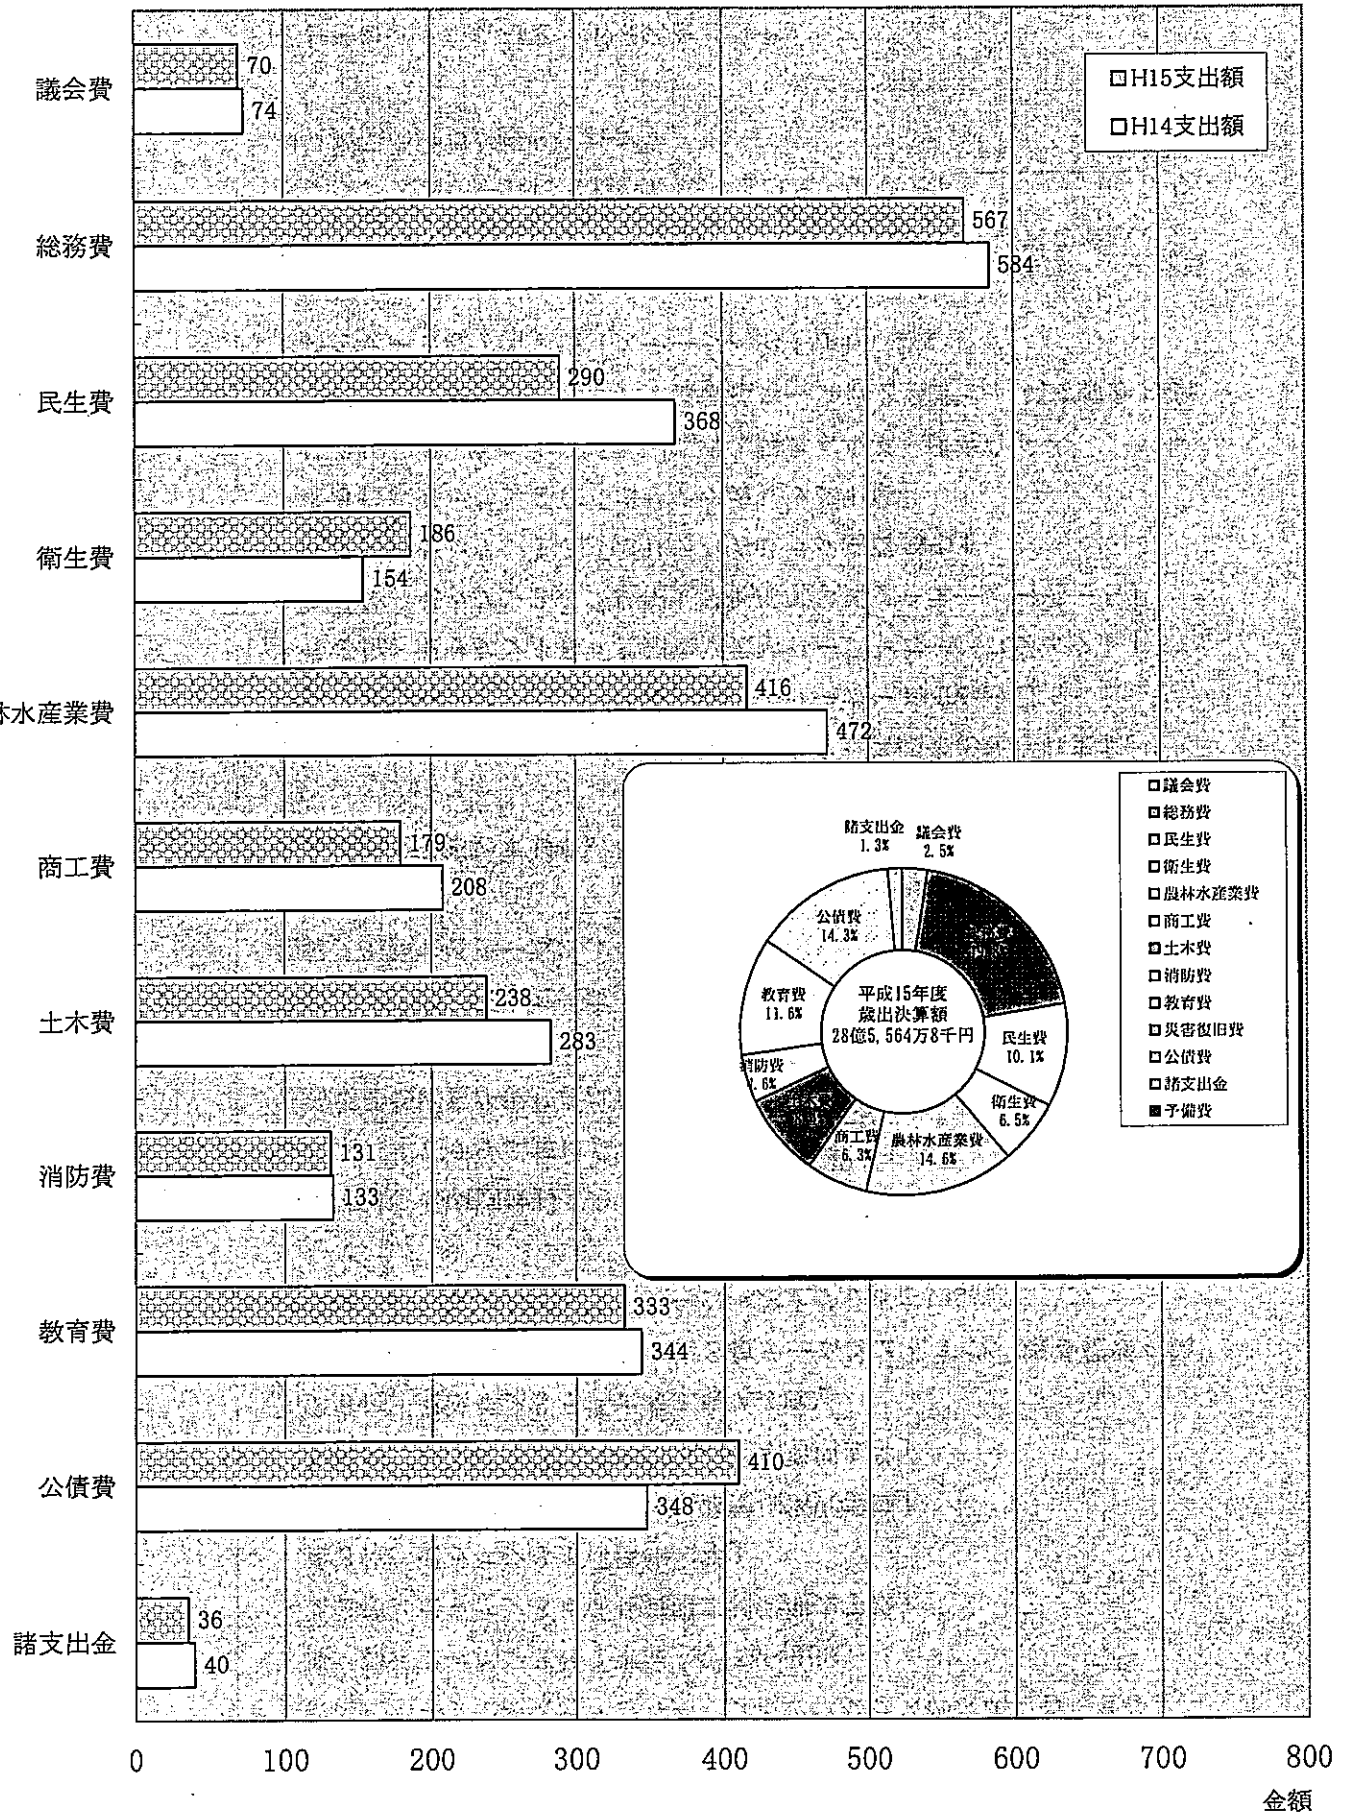 □H15支出額
□H14支出額
議会費
70
74
総務費
567
584
民生費
290
368
衛生費
186
154
水産業費
416
472
商工費
179
208
土木費
238
283
消防費
131
133
教育費
333
344
公債費
410
348
諸支出金
36
40
議会費
総務費
民生費
衛生費
農林水産業費
商工費
土木費
消防費
教育費
災害復旧費
公債費
諸支出金
予備費
諸支出金
1.3%
議会費
2.5%
公債費
14.3%
教育費
11.6%
平成15年度
歳出決算額
28億5,564万8千円
民生費
10.1%
消防費
.6%
衛生費
6.5%
商工費
6.3%
農林水産業費
14.6%
0 100 200 300 400 500 600 700 800
金額